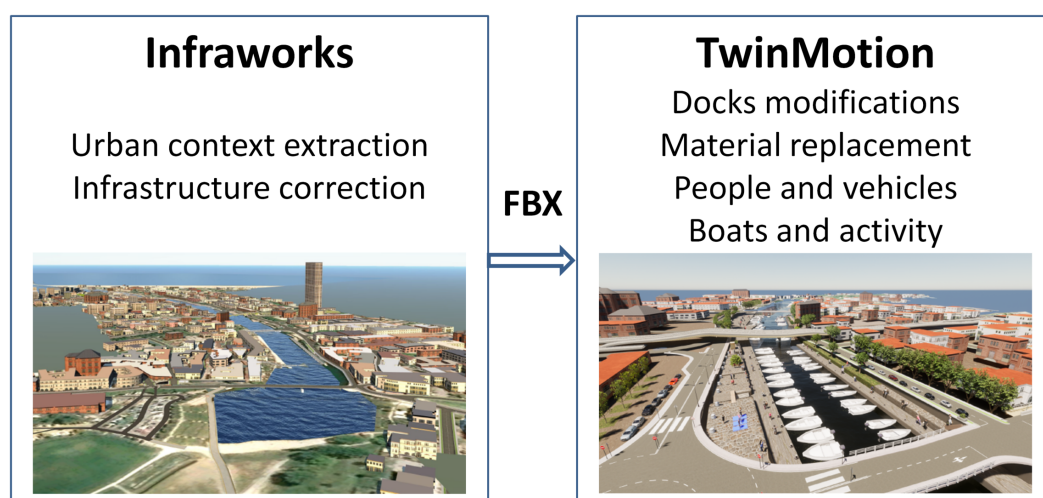 Infraworks
Urban context extraction
Infrastructure correction
FBX
TwinMotion
Docks modifications
Material replacement
People and vehicles
Boats and activity